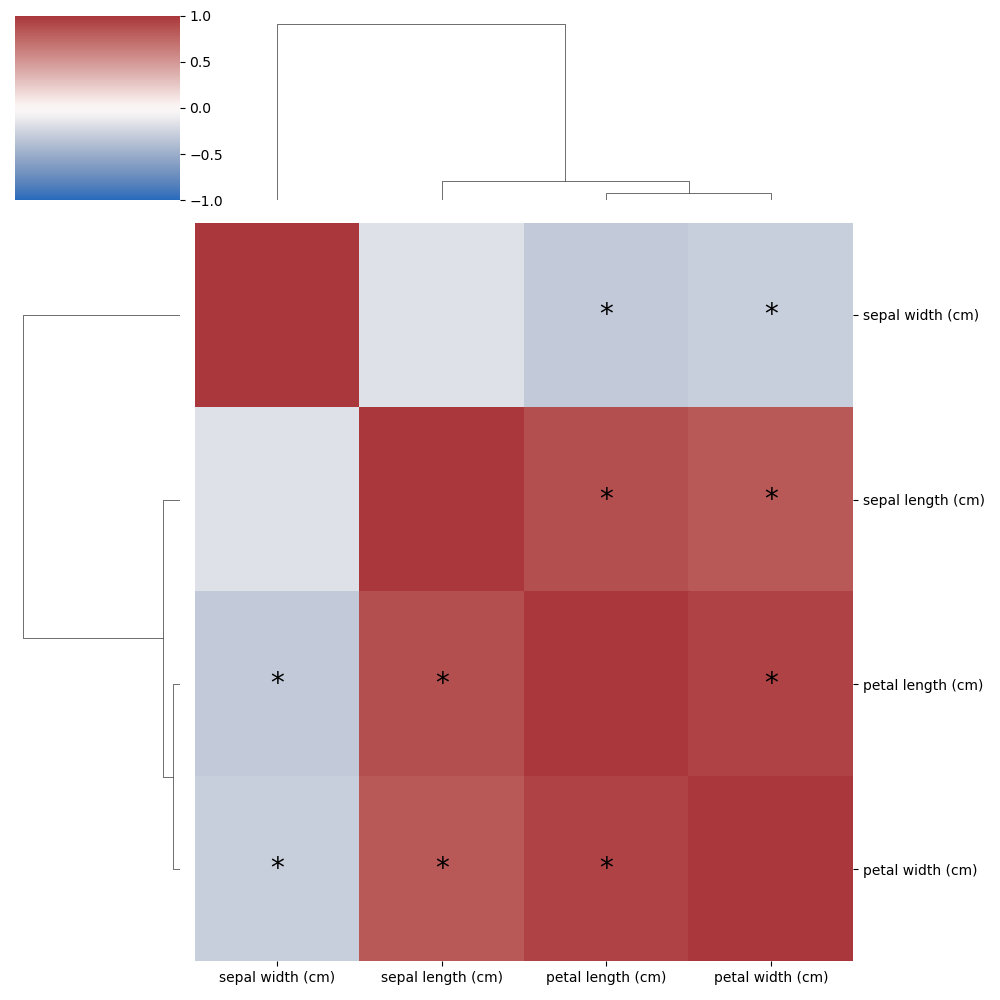 1.0
0.5
0.0
−0.5
−1.0
* *
sepal width (cm)
* *
sepal length (cm)
* * *
petal length (cm)
* * *
petal width (cm)
sepal width (cm) sepal length (cm) petal length (cm) petal width (cm)